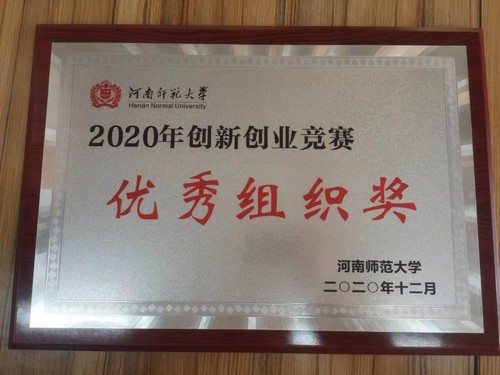 河南师范大学
Henan Normal University
2020年创新创业竞赛
优秀组织奖
河南师范大学
二〇二〇年十二月